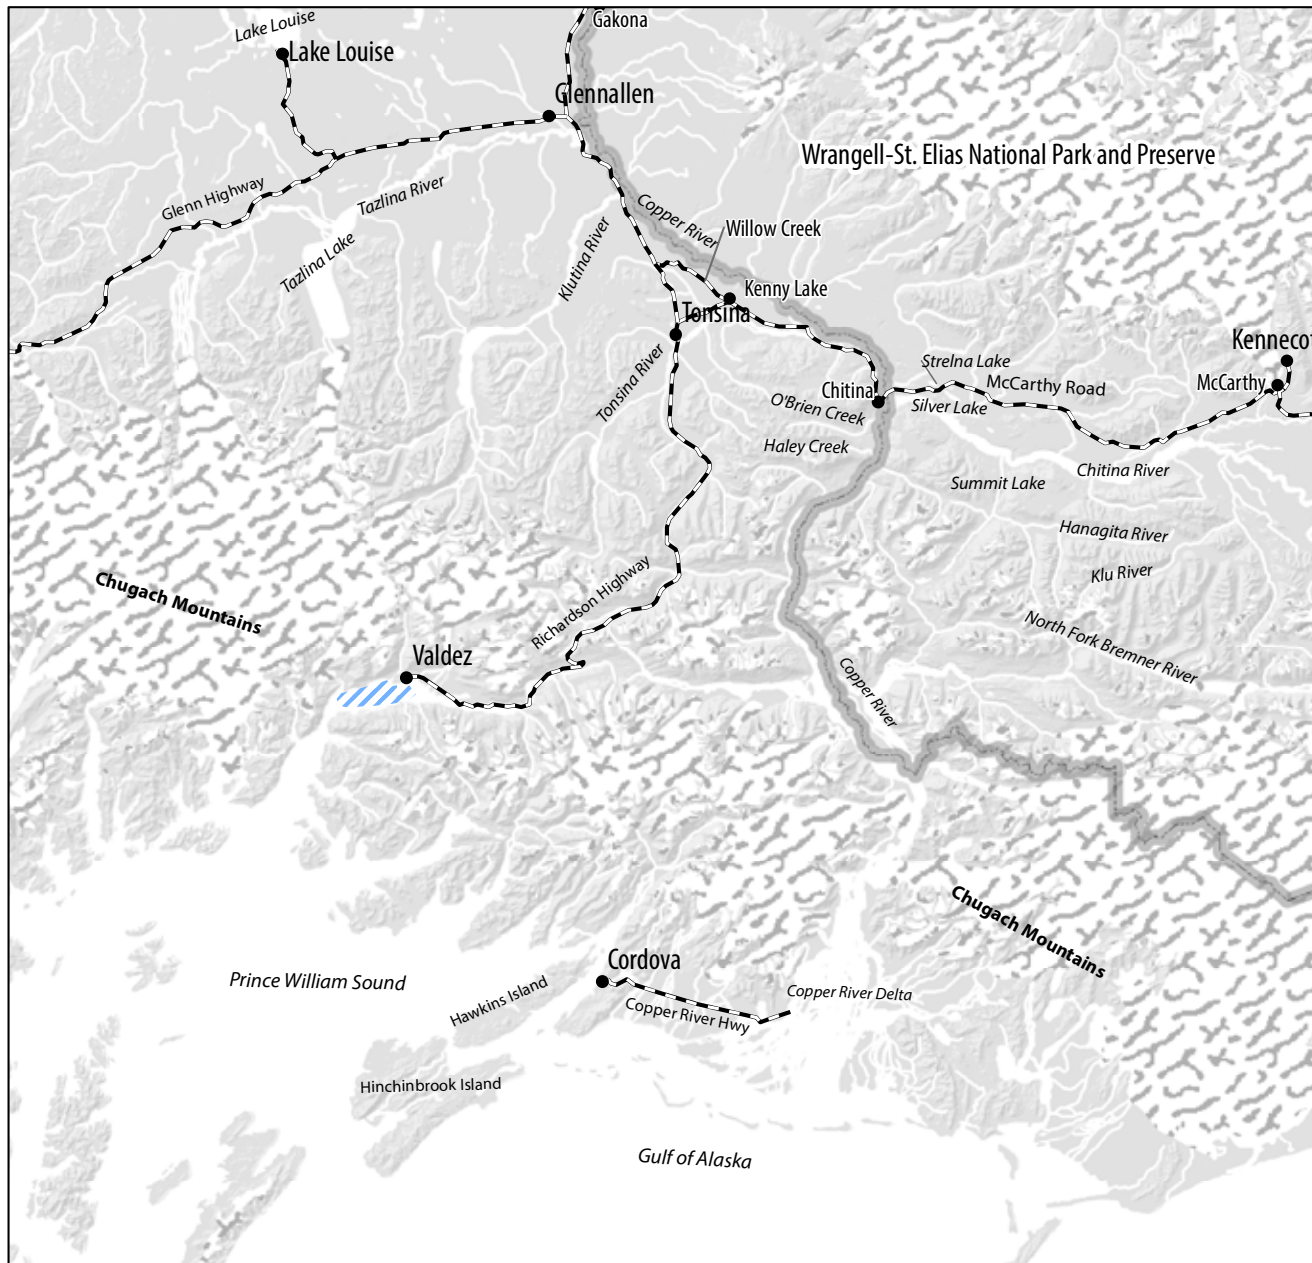 Gakona
Lake Louise
Lake Louise
Glennallen
Wrangell-St. Elias National Park and Preserve
Glenn Highway
Tazlina River
Copper River
Willow Creek
Tazlina Lake
Klutina River
Kenny Lake
Tonsina
Kennecot
Strelna Lake
McCarthy Road
McCarthy
Tonsina River
Chitina
O'Brien Creek
Silver Lake
Haley Creek
Chitina River
Summit Lake
Hanagita River
Klu River
Chugach Mountains
Richardson Highway
North Fork Bremner River
Valdez
Copper River
Chugach Mountains
Cordova
Prince William Sound
Hawkins Island
Copper River Delta
Copper River Hwy
Hinchinbrook Island
Gulf of Alaska